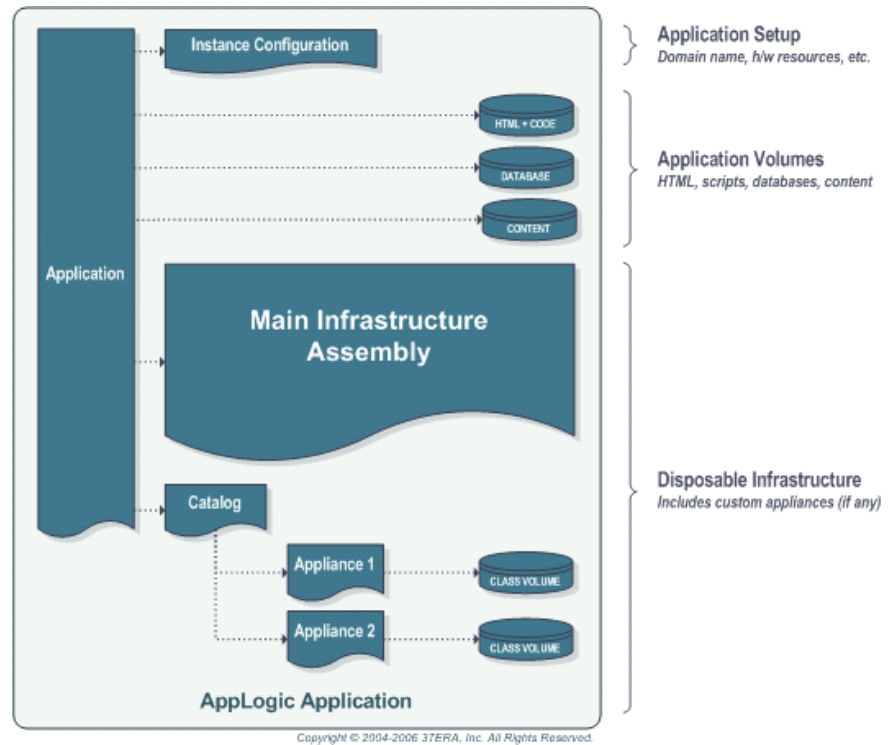 Instance Configuration
Application Setup
Domain name, h/w resources, etc.
HTML + CODE
Application Volumes
HTML, scripts, databases, content
DATABASE
CONTENT
Application
Main Infrastructure
Assembly
Disposable Infrastructure
Includes custom appliances (if any)
Catalog
Appliance 1
CLASS VOLUME
Appliance 2
CLASS VOLUME
AppLogic Application
Copyright © 2004-2006 3TERA, Inc. All Rights Reserved.